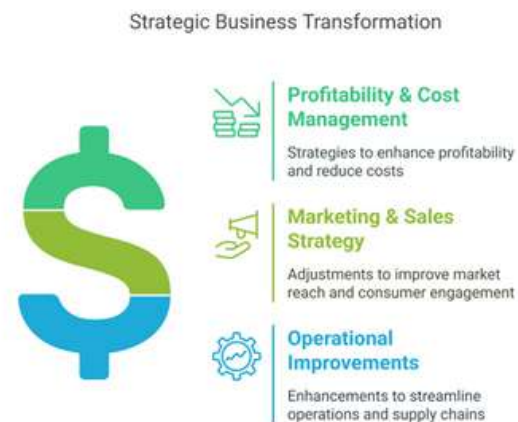 Strategic Business Transformation
Profitability & Cost
Management
Strategies to enhance profitability
and reduce costs
Marketing & Sales
Strategy
Adjustments to improve market
reach and consumer engagement
Operational
Improvements
Enhancements to streamline
operations and supply chains